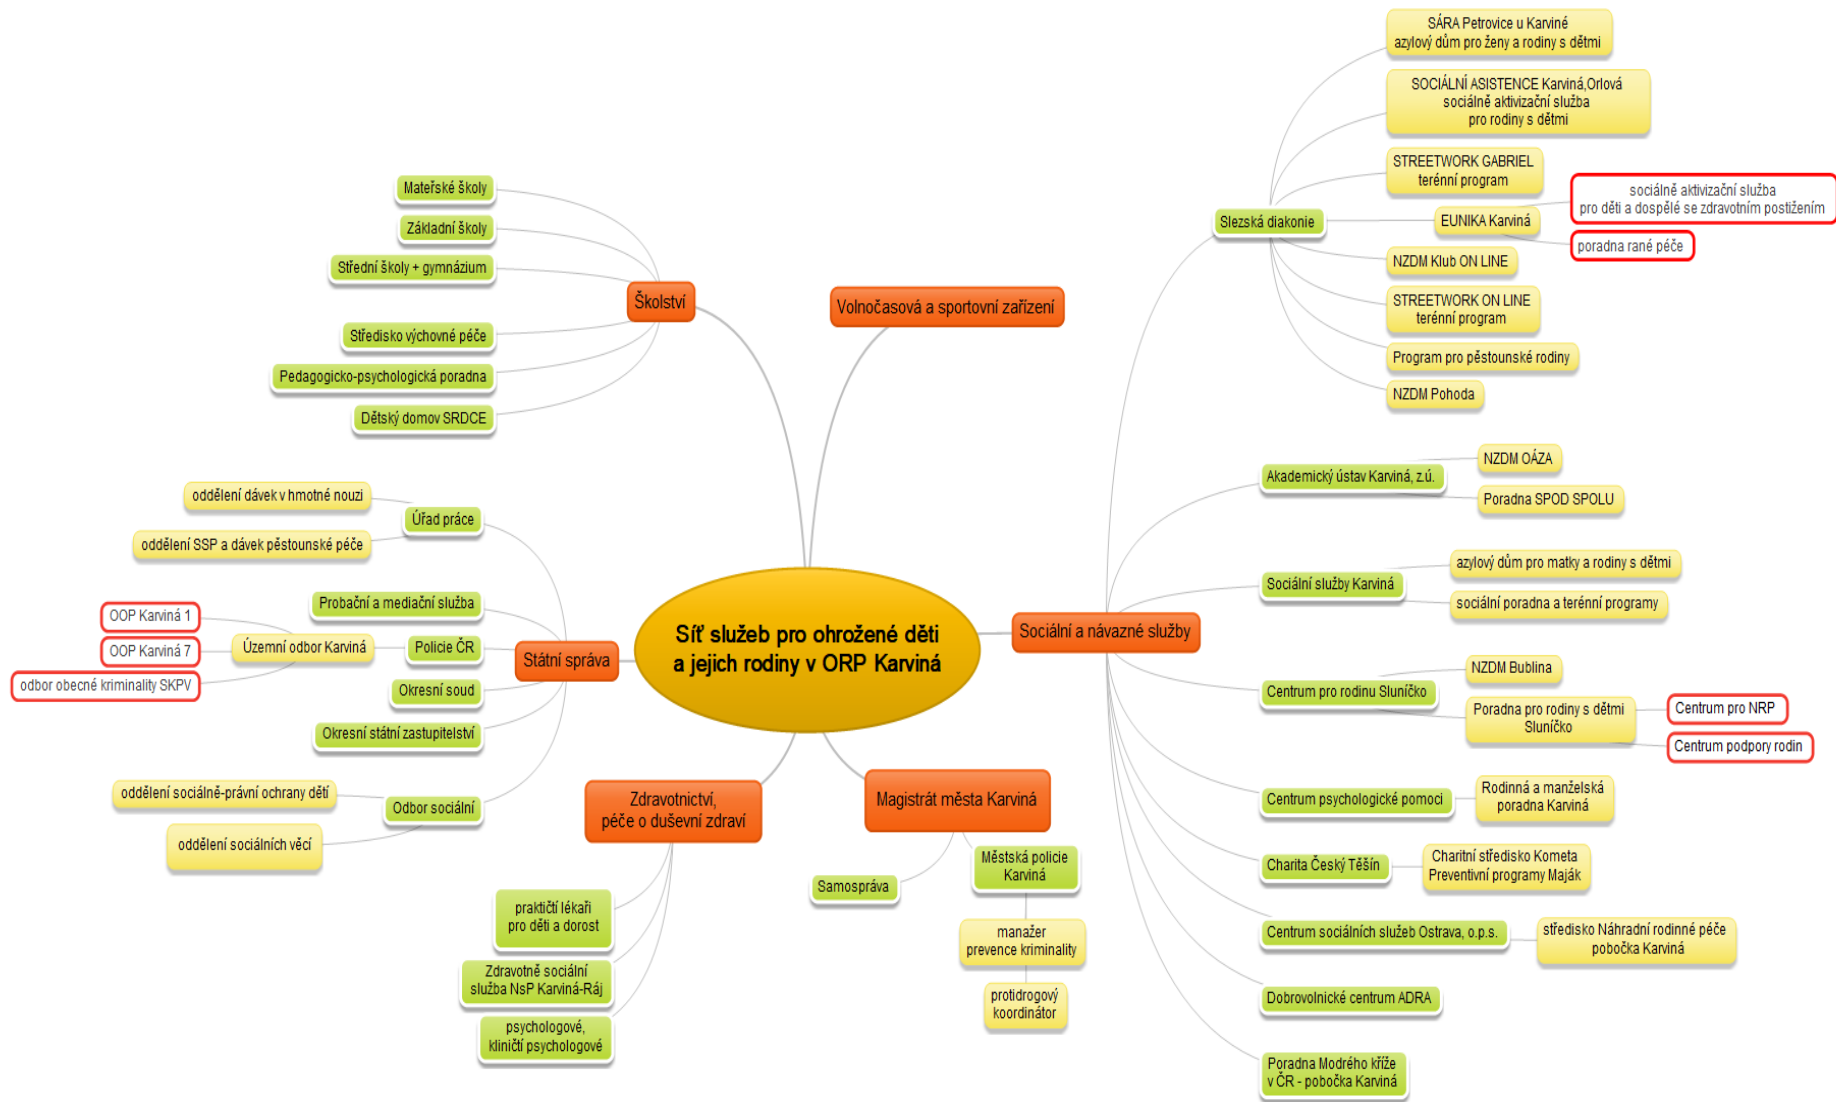 Síť služeb pro ohrožené děti
a jejich rodiny v ORP Karviná
Školství
Mateřské školy
Základní školy
Střední školy + gymnázium
Středisko výchovné péče
Pedagogicko-psychologická poradna
Dětský domov SRDCE
Volnočasová a sportovní zařízení
Státní správa
Úřad práce
oddělení dávek v hmotné nouzi
oddělení SSP a dávek pěstounské péče
Probační a mediační služba
Policie ČR
Územní odbor Karviná
OOP Karviná 1
OOP Karviná 7
odbor obecné kriminality SKPV
Okresní soud
Okresní státní zastupitelství
Odbor sociální
oddělení sociálně-právní ochrany dětí
oddělení sociálních věcí
Zdravotnictví,
péče o duševní zdraví
praktičtí lékaři
pro děti a dorost
Zdravotně sociální
služba NsP Karviná-Ráj
psychologové,
kliničtí psychologové
Magistrát města Karviná
Samospráva
Městská policie
Karviná
manažer
prevence kriminality
protidrogový
koordinátor
Sociální a návazné služby
Slezská diakonie
SÁRA Petrovice u Karviné
azylový dům pro ženy a rodiny s dětmi
SOCIÁLNÍ ASISTENCE Karviná,Orlová
sociálně aktivizační služba
pro rodiny s dětmi
STREETWORK GABRIEL
terénní program
EUNIKA Karviná
sociálně aktivizační služba
pro děti a dospělé se zdravotním postižením
poradna rané péče
NZDM Klub ON LINE
STREETWORK ON LINE
terénní program
Program pro pěstounské rodiny
NZDM Pohoda
Akademický ústav Karviná, z.ú.
NZDM OÁZA
Poradna SPOD SPOLU
Sociální služby Karviná
azylový dům pro matky a rodiny s dětmi
sociální poradna a terénní programy
Centrum pro rodinu Sluníčko
NZDM Bublina
Poradna pro rodiny s dětmi
Sluníčko
Centrum pro NRP
Centrum podpory rodin
Centrum psychologické pomoci
Rodinná a manželská
poradna Karviná
Charita Český Těšín
Charitní středisko Kometa
Preventivní programy Maják
Centrum sociálních služeb Ostrava, o.p.s.
středisko Náhradní rodinné péče
pobočka Karviná
Dobrovolnické centrum ADRA
Poradna Modrého kříže
v ČR - pobočka Karviná